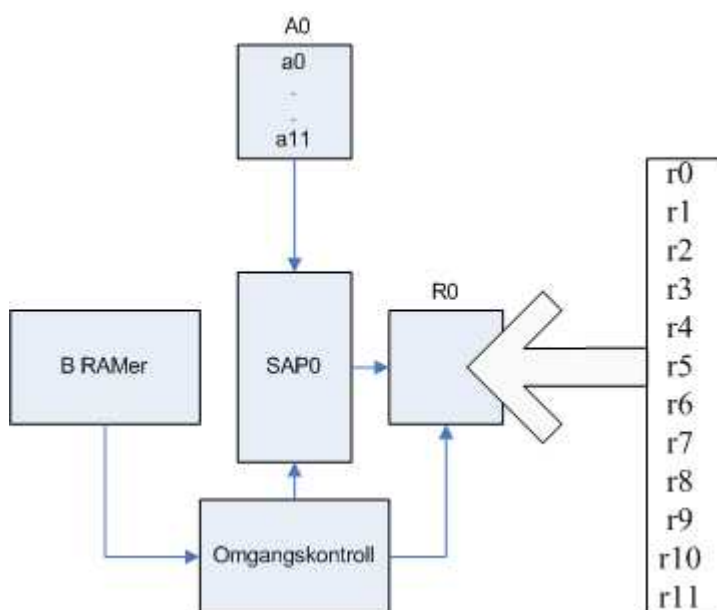 A0
a0
.
.
a11
R0
B RAMer
SAP0
Omgangskontroll
r0
r1
r2
r3
r4
r5
r6
r7
r8
r9
r10
r11